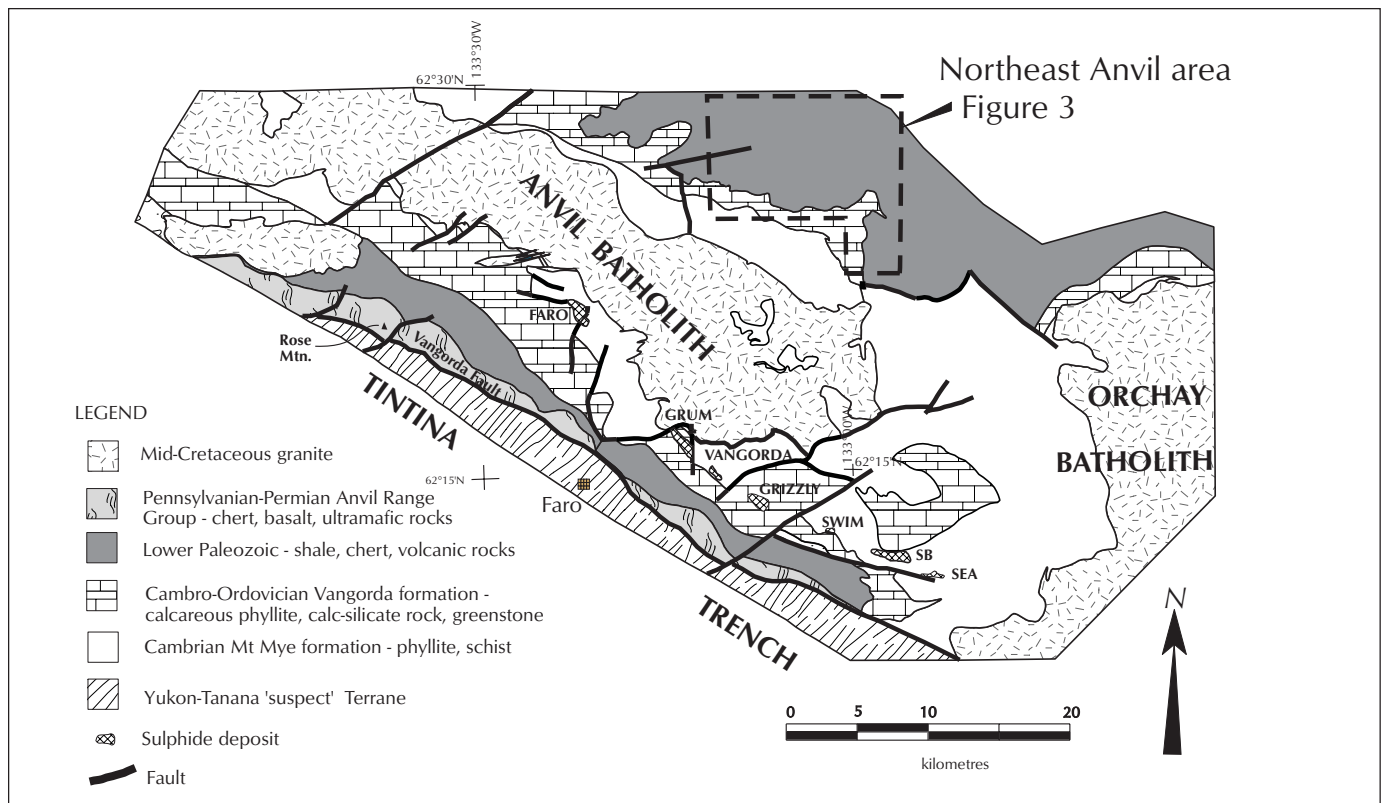 Northeast Anvil area
Figure 3
133°30'W
62°30'N
ANVIL BATHOLITH
FARO
Rose
Mtn.
Vangorda Fault
TINTINA
GRUM
VANGORDA
133°00'W
62°15'N
GRIZZLY
SWIM
SB
SEA
ORCHAY
BATHOLITH
62°15'N
Faro
TRENCH
LEGEND
Mid-Cretaceous granite
Pennsylvanian-Permian Anvil Range
Group - chert, basalt, ultramafic rocks
Lower Paleozoic - shale, chert, volcanic rocks
Cambro-Ordovician Vangorda formation -
calcareous phyllite, calc-silicate rock, greenstone
Cambrian Mt Mye formation - phyllite, schist
Yukon-Tanana 'suspect' Terrane
Sulphide deposit
Fault
N
0 5 10 20
kilometres